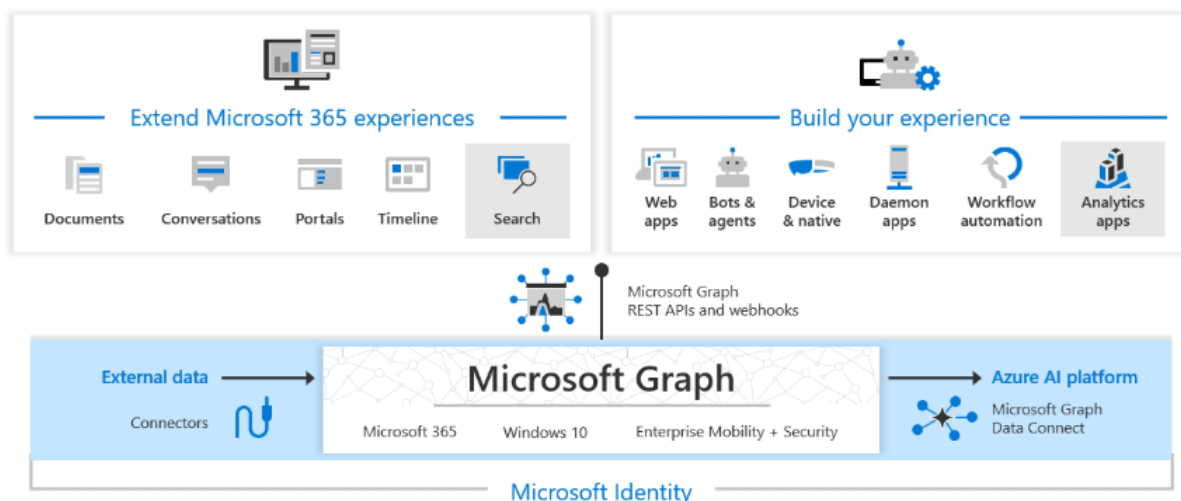 Extend Microsoft 365 experiences
Documents
Conversations
Portals
Timeline
Search
Build your experience
Web
apps
Bots &
agents
Device
& native
Daemon
apps
Workflow
automation
Analytics
apps
Microsoft Graph
REST APIs and webhooks
External data
Connectors
Microsoft Graph
Microsoft 365
Windows 10
Enterprise Mobility + Security
Azure AI platform
Microsoft Graph
Data Connect
Microsoft Identity